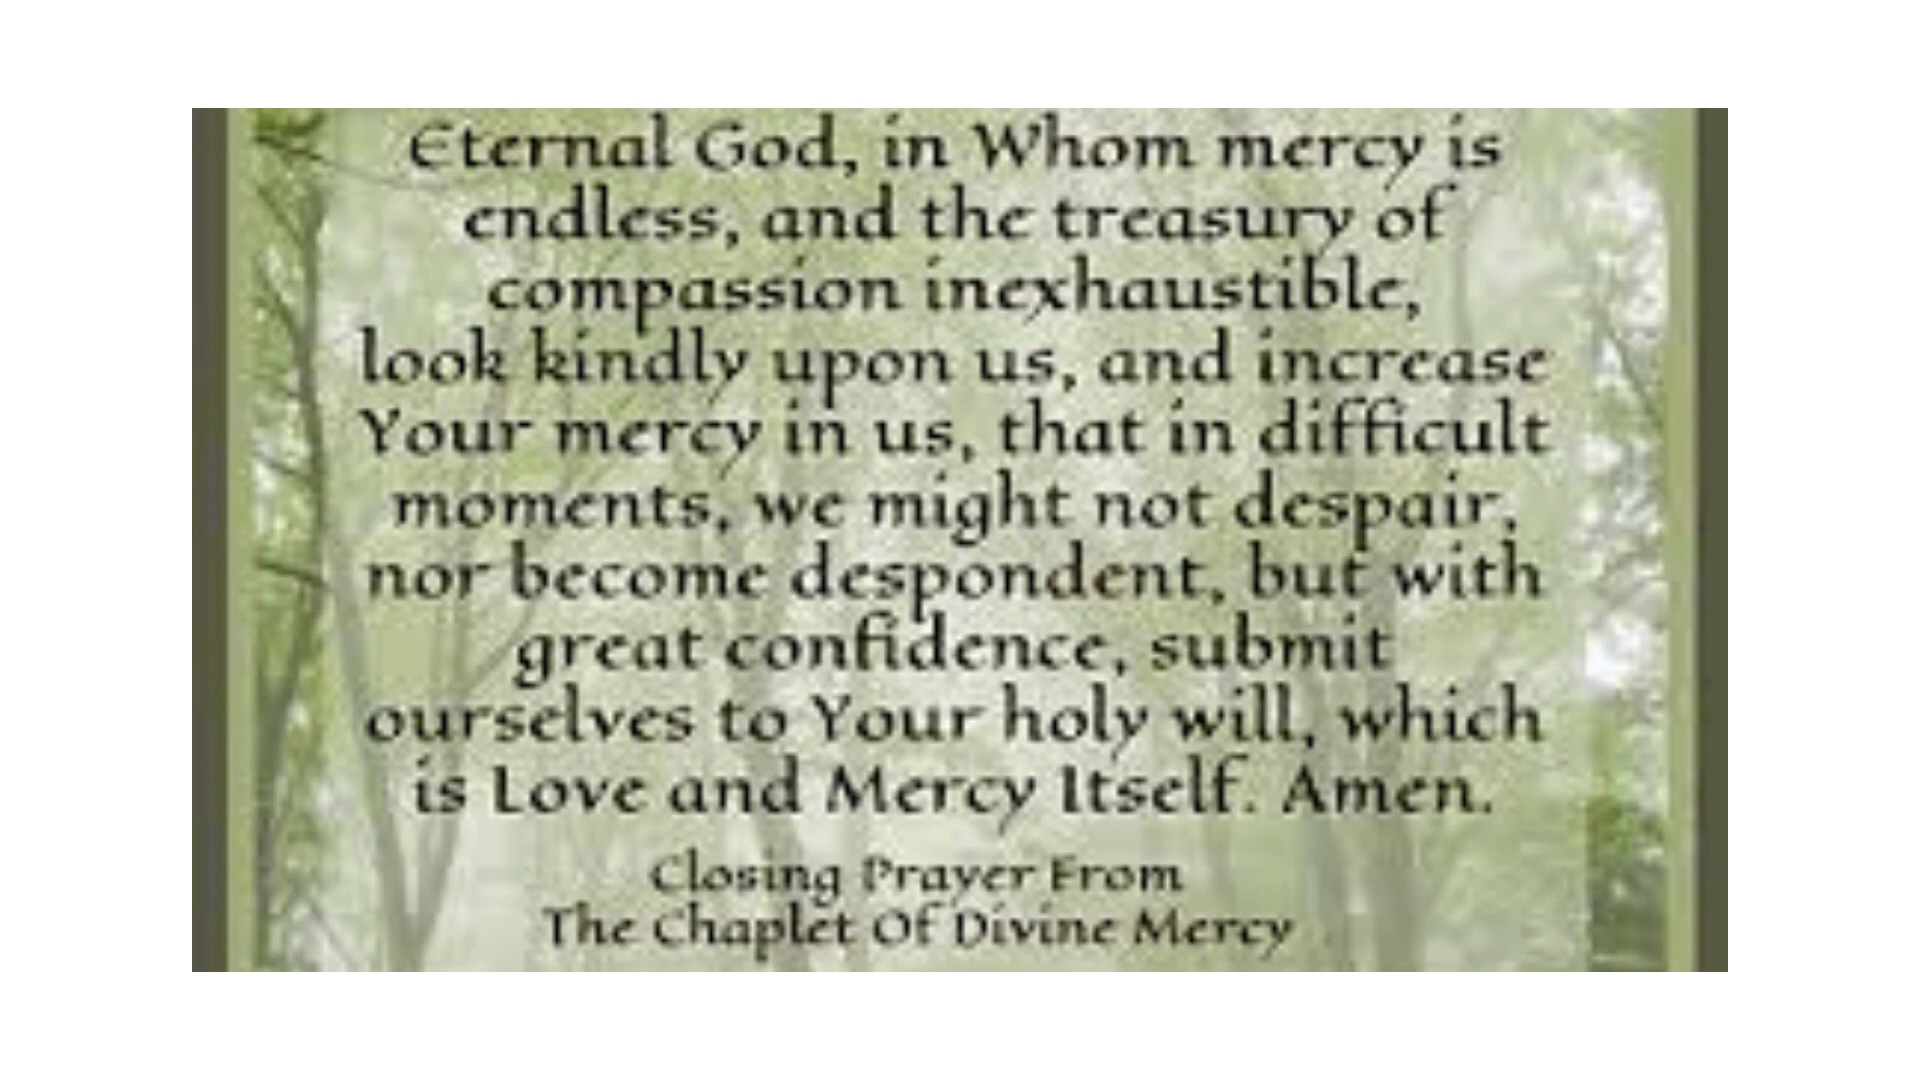 Eternal God, in Whom mercy is
endless, and the treasury of
compassion inexhaustible,
look kindly upon us, and increase
Your mercy in us, that in difficult
moments, we might not despair,
nor become despondent, but with
great confidence, submit
ourselves to Your holy will, which
is Love and Mercy Itself. Amen.
Closing Prayer From
The Chaplet Of Divine Mercy